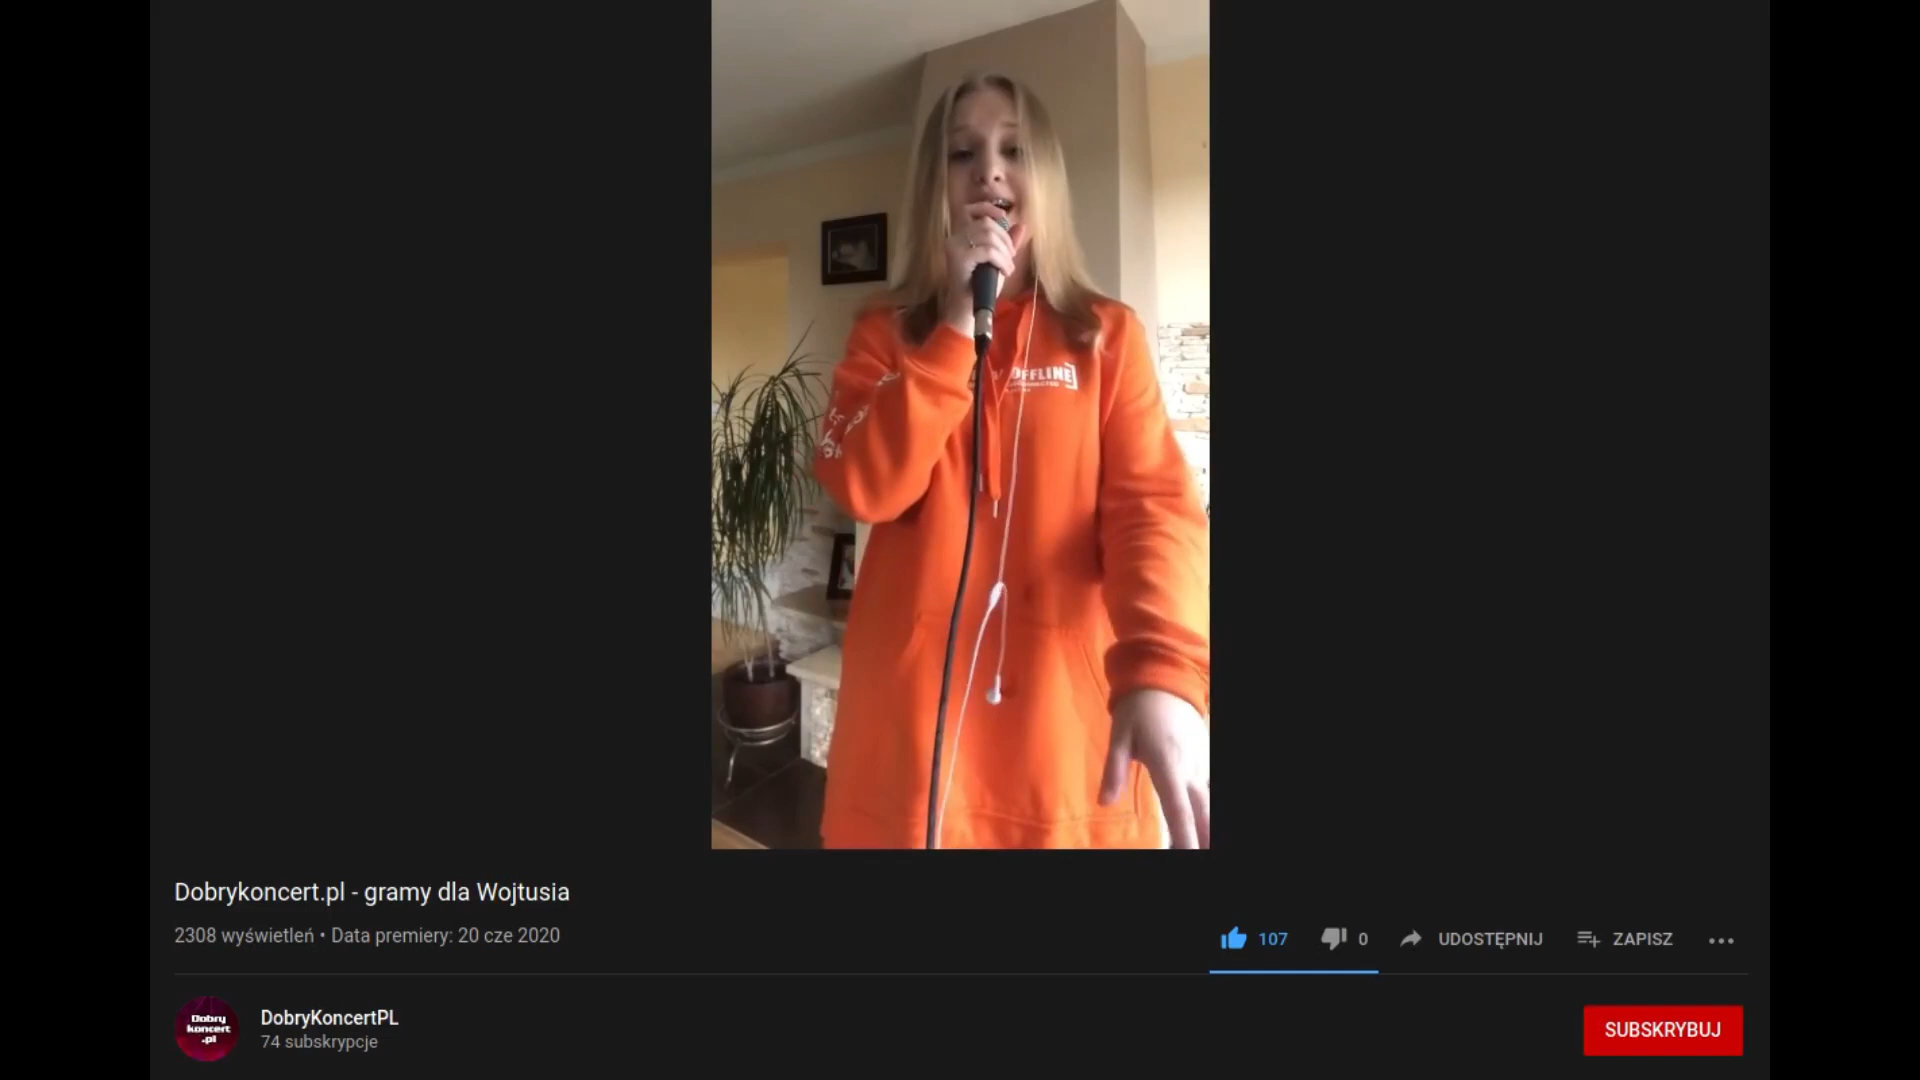 OFFLINE
Dobrykoncert.pl - gramy dla Wojtusia
2308 wyświetleń • Data premiery: 20 cze 2020
107
0
UDOSTĘPNIJ
ZAPISZ
Dobry
koncert
.pl
DobryKoncertPL
74 subskrypcje
SUBSKRYBUJ